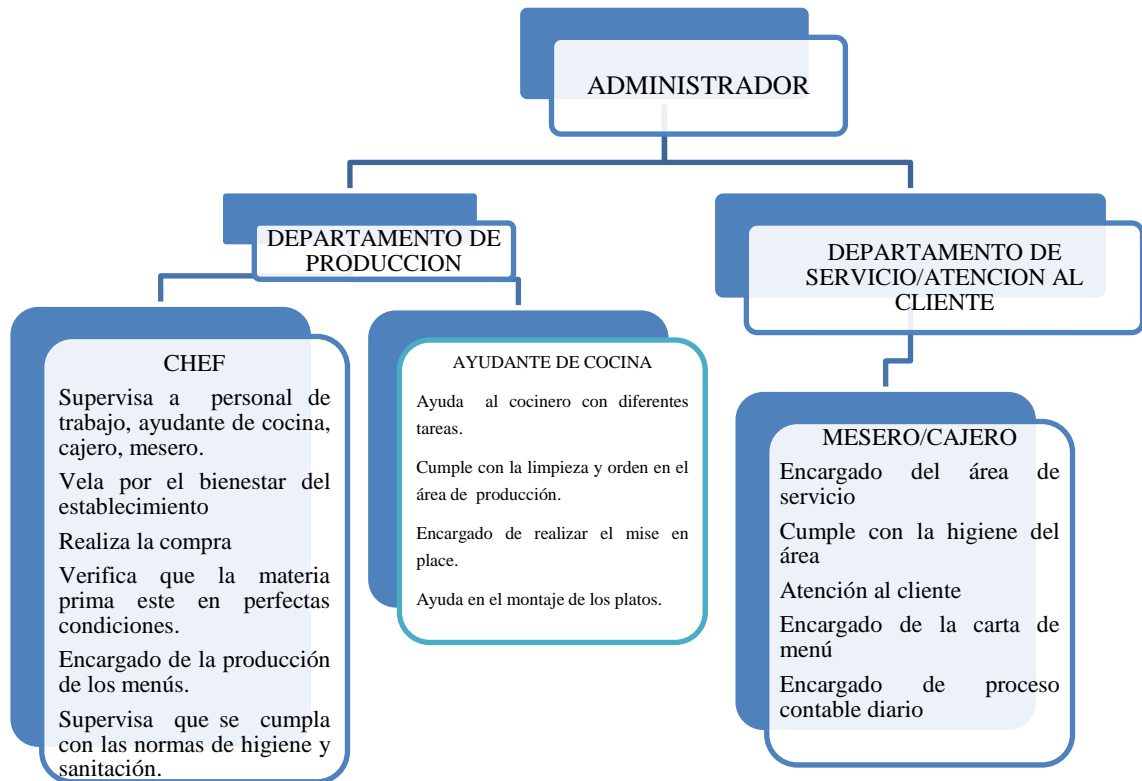 ADMINISTRADOR
DEPARTAMENTO DE
PRODUCCION
DEPARTAMENTO DE
SERVICIO/ATENCION AL
CLIENTE
CHEF
Supervisa a personal de
trabajo, ayudante de cocina,
cajero, mesero.
Vela por el bienestar del
establecimiento
Realiza la compra
Verifica que la materia
prima este en perfectas
condiciones.
Encargado de la producción
de los menús.
Supervisa que se cumpla
con las normas de higiene y
sanitación.
AYUDANTE DE COCINA
Ayuda al cocinero con diferentes
tareas.
Cumple con la limpieza y orden en el
área de producción.
Encargado de realizar el mise en
place.
Ayuda en el montaje de los platos.
MESERO/CAJERO
Encargado del área de
servicio
Cumple con la higiene del
área
Atención al cliente
Encargado de la carta de
menú
Encargado de proceso
contable diario